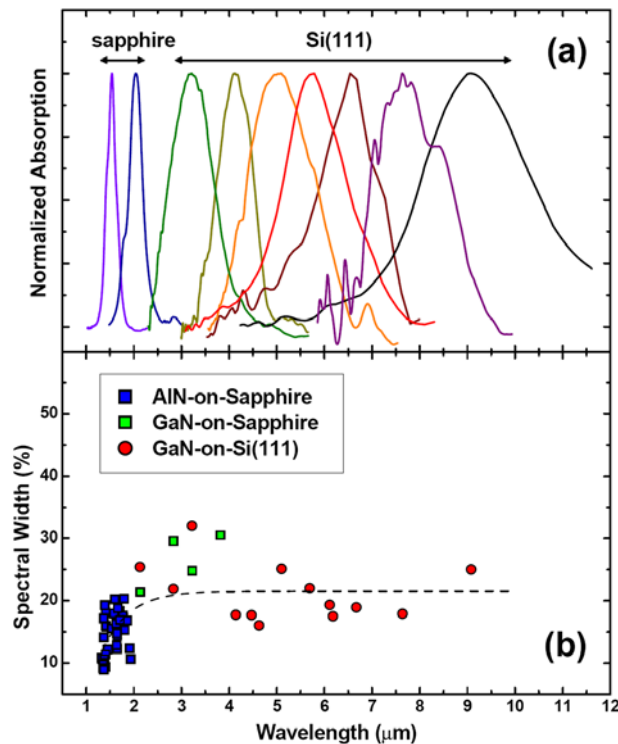 sapphire
Si(111)
(a)
Normalized Absorption
AlN-on-Sapphire
GaN-on-Sapphire
GaN-on-Si(111)
50
40
30
20
10
Spectral Width (%)
(b)
1 2 3 4 5 6 7 8 9 10 11 12
Wavelength (μm)